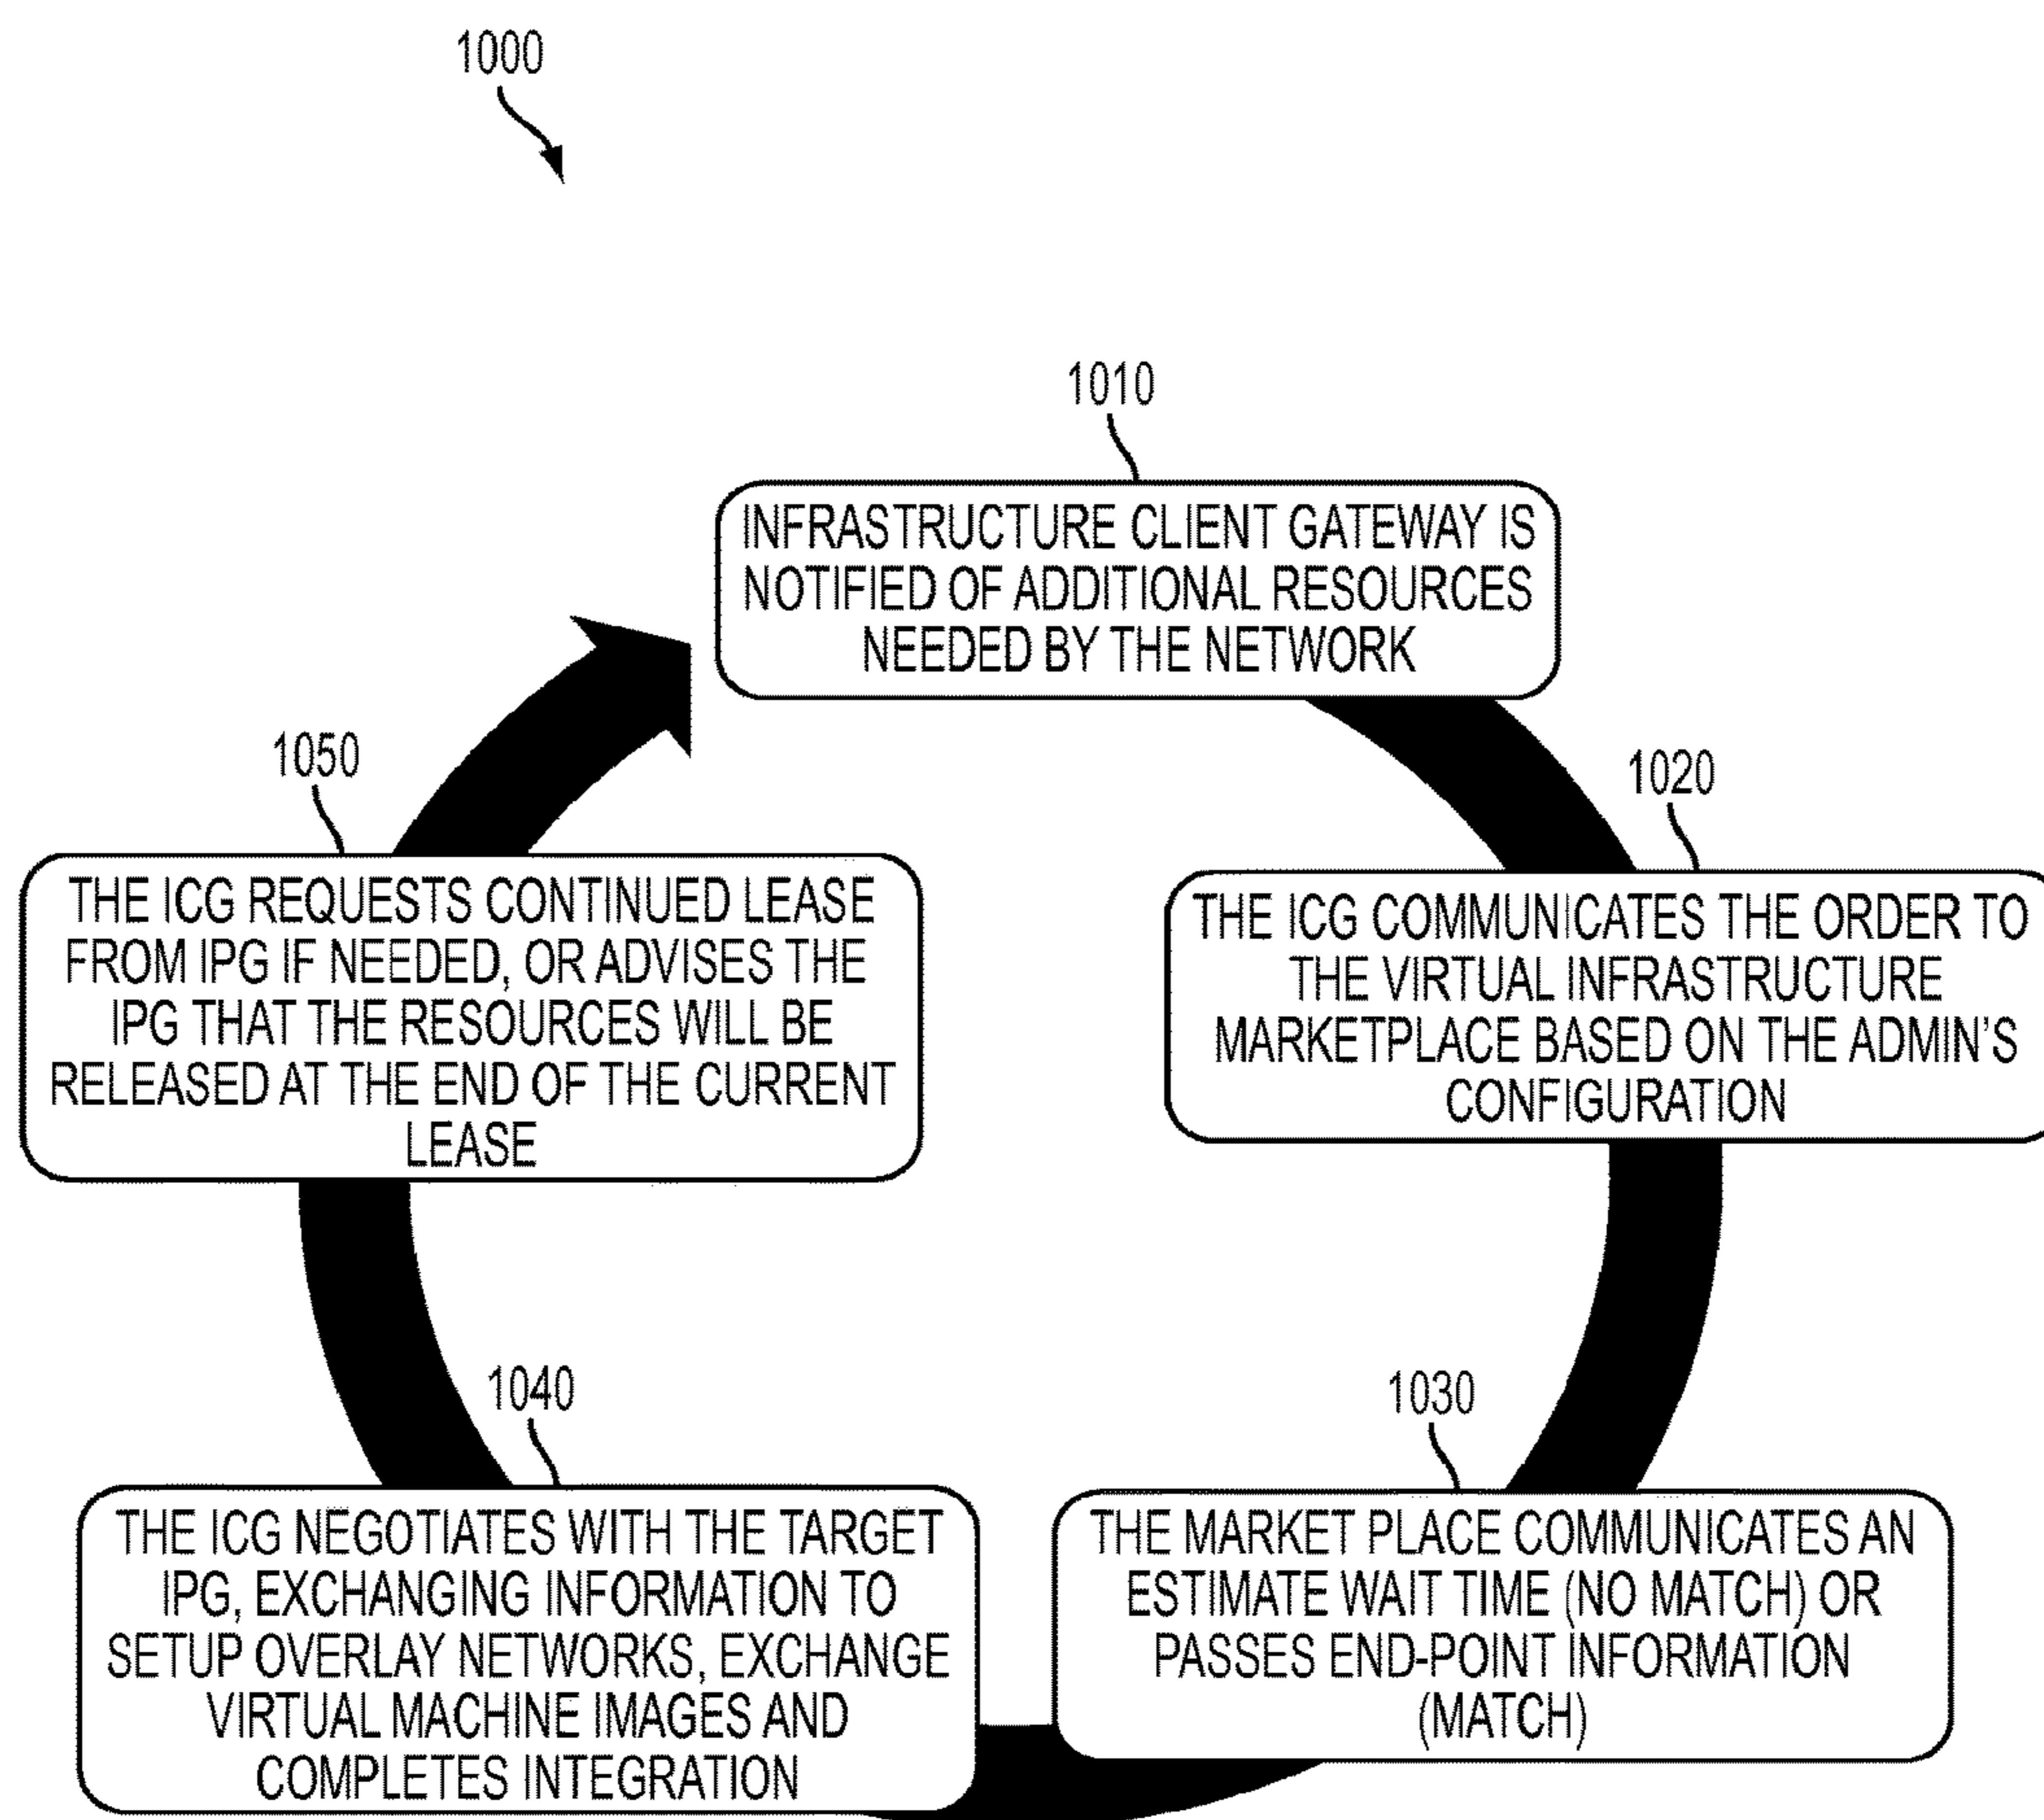 1000
1010
INFRASTRUCTURE CLIENT GATEWAY IS
NOTIFIED OF ADDITIONAL RESOURCES
NEEDED BY THE NETWORK
1020
THE ICG COMMUNICATES THE ORDER TO
THE VIRTUAL INFRASTRUCTURE
MARKETPLACE BASED ON THE ADMIN'S
CONFIGURATION
1030
THE MARKET PLACE COMMUNICATES AN
ESTIMATE WAIT TIME (NO MATCH) OR
PASSES END-POINT INFORMATION
(MATCH)
1040
THE ICG NEGOTIATES WITH THE TARGET
IPG, EXCHANGING INFORMATION TO
SETUP OVERLAY NETWORKS, EXCHANGE
VIRTUAL MACHINE IMAGES AND
COMPLETES INTEGRATION
1050
THE ICG REQUESTS CONTINUED LEASE
FROM IPG IF NEEDED, OR ADVISES THE
IPG THAT THE RESOURCES WILL BE
RELEASED AT THE END OF THE CURRENT
LEASE